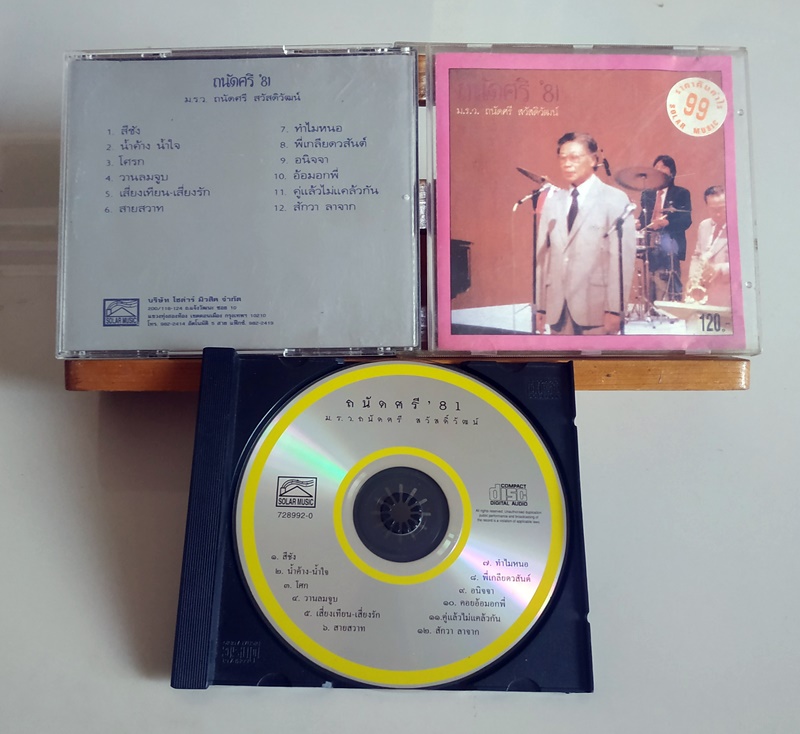 ถนัดศรี '81
ม.ร.ว ถนัดศรี สวัสดิวัฒน์
1. สีชัง
2. น้ำค้าง น้ำใจ
3. โศรก
4. วานลมจูบ
5. เสี่ยงเทียน-เสี่ยงรัก
6. สายสวาท
7. ทำไมหนอ
8. พี่เกลียดวสันต์
9. อนิจจา
10. อ้อมอกพี่
11. คู่แล้วไม่แคล้วกัน
12. สักวา ลาจาก
SOLAR MUSIC
บริษัท โซล่าร์ มิวสิค จำกัด
ถนัดศรี '81
ม.ร.ว. ถนัดศรี สวัสดิวัฒน์
99
SOLAR MUSIC
120.
ถนัดศรี '81
ม.ร.ว.ถนัดศรี สวัสดิ์วัฒน์
SOLAR MUSIC
728992-0
COMPACT
disc
DIGITAL AUDIO
๑. สีชัง
๒. น้ำค้าง-น้ำใจ
๓. โศก
๔. วานลมจูบ
๕. เสี่ยงเทียน-เสี่ยงรัก
๖. สายสวาท
๗. ทำไมหนอ
๘. พี่เกลียดวสันต์
๙. อนิจจา
๑๐. คอยอ้อมอกพี่
๑๑.คู่แล้วไม่แคล้วกัน
๑๒. สักวา ลาจาก